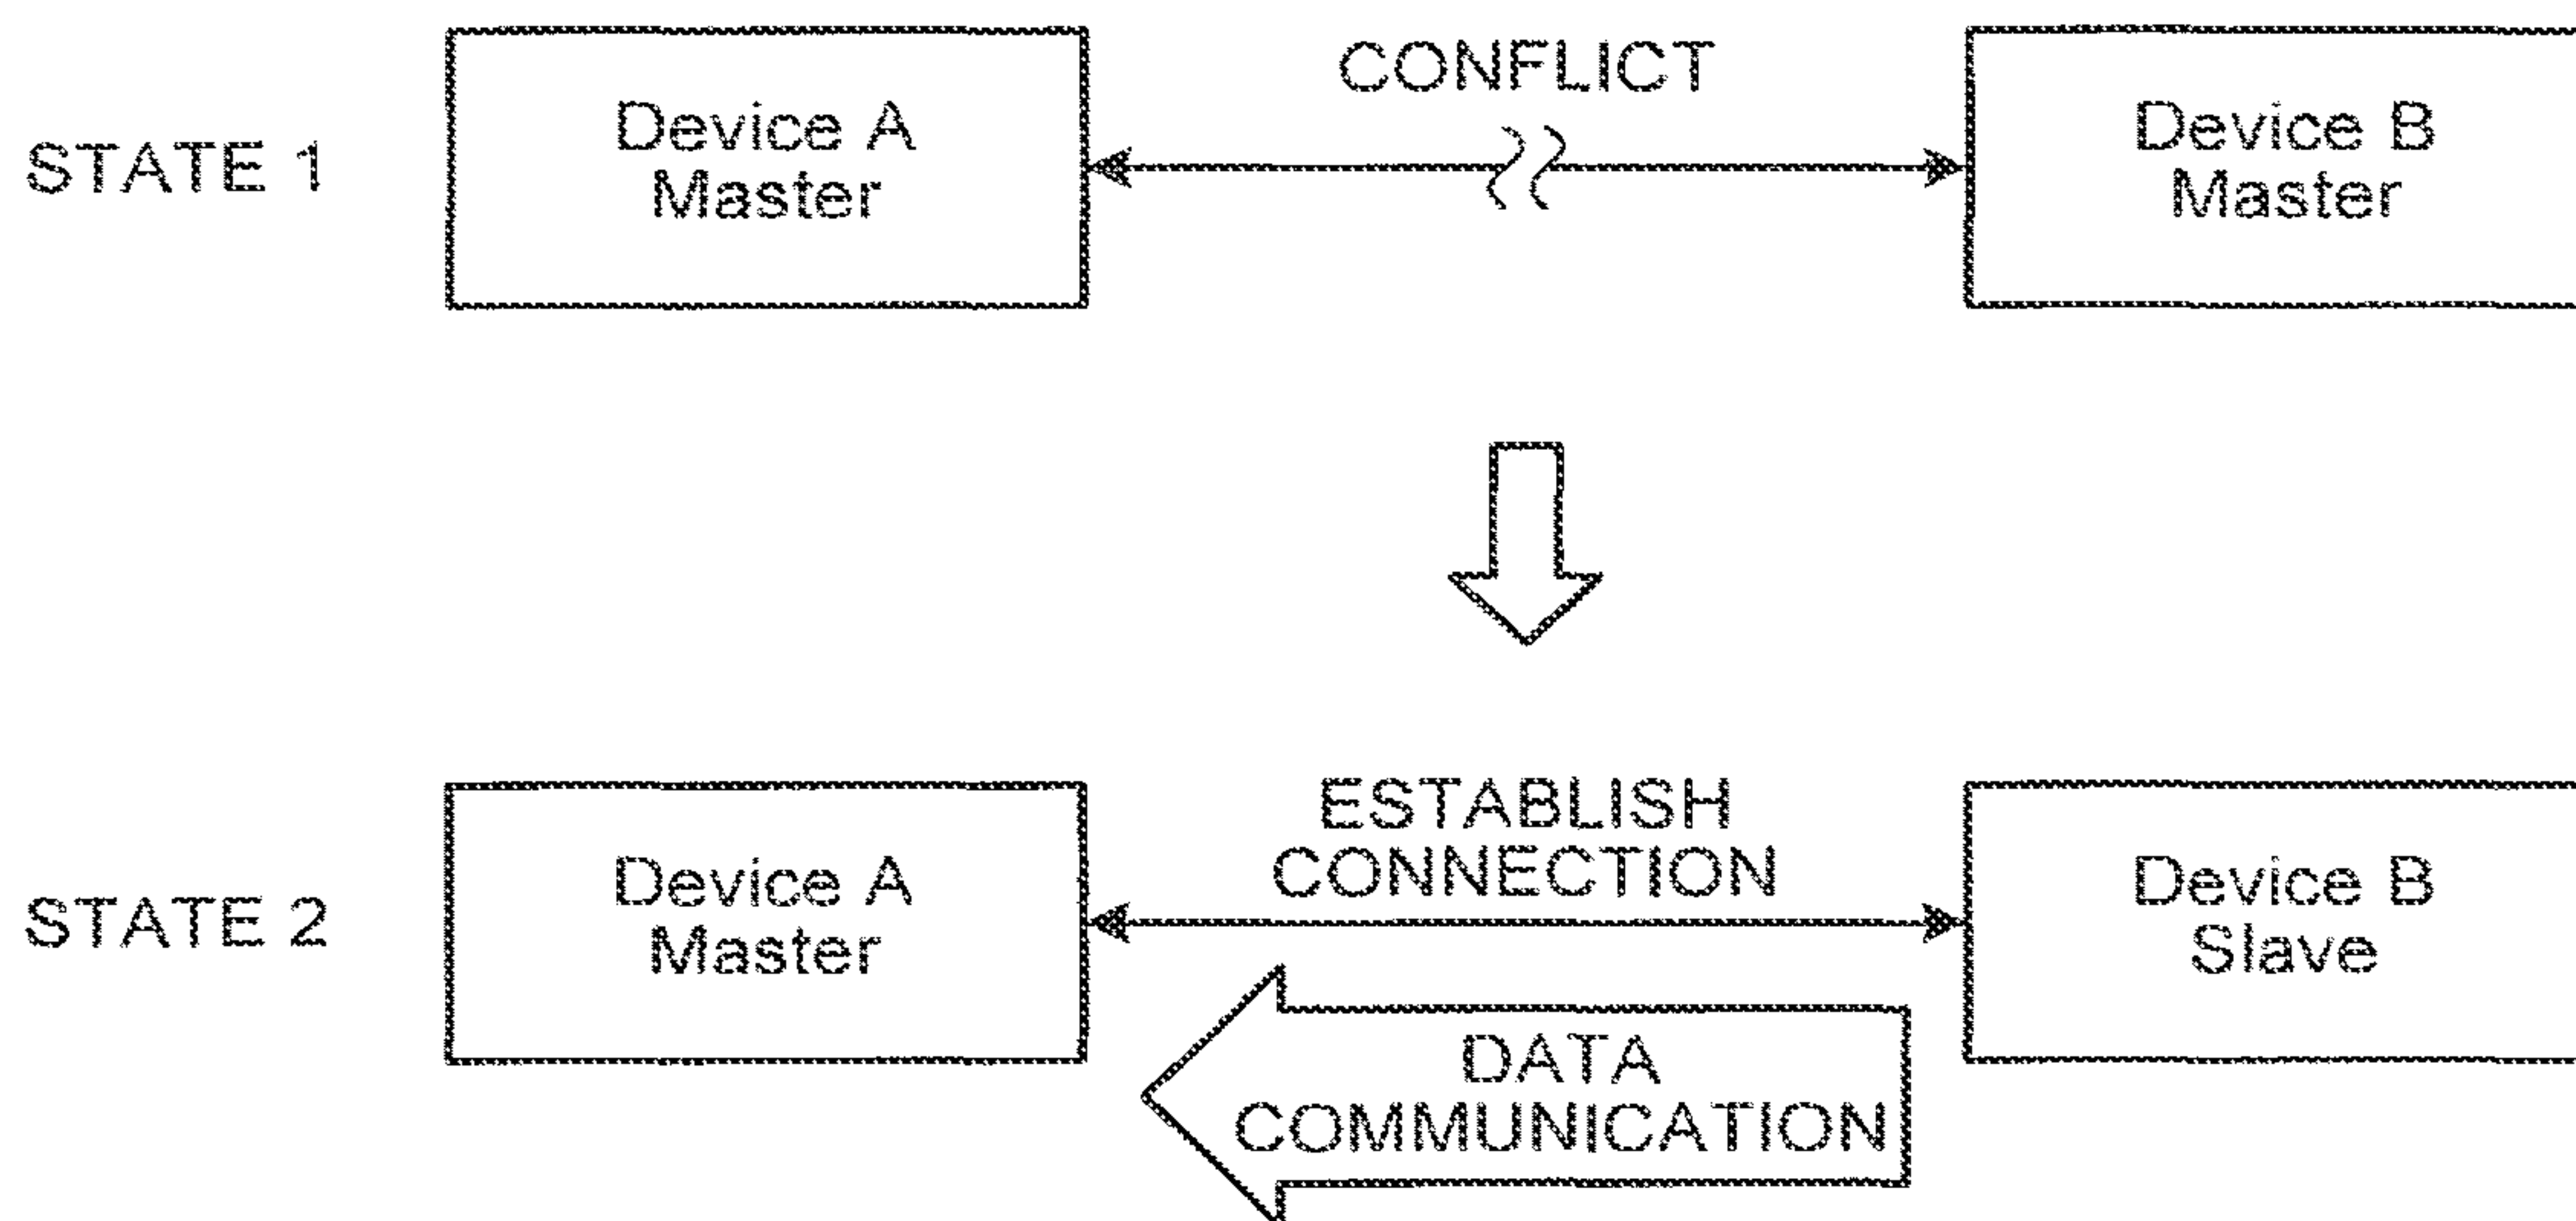 STATE 1
Device A
Master
CONFLICT
Device B
Master
STATE 2
Device A
Master
ESTABLISH
CONNECTION
Device B
Slave
DATA
COMMUNICATION